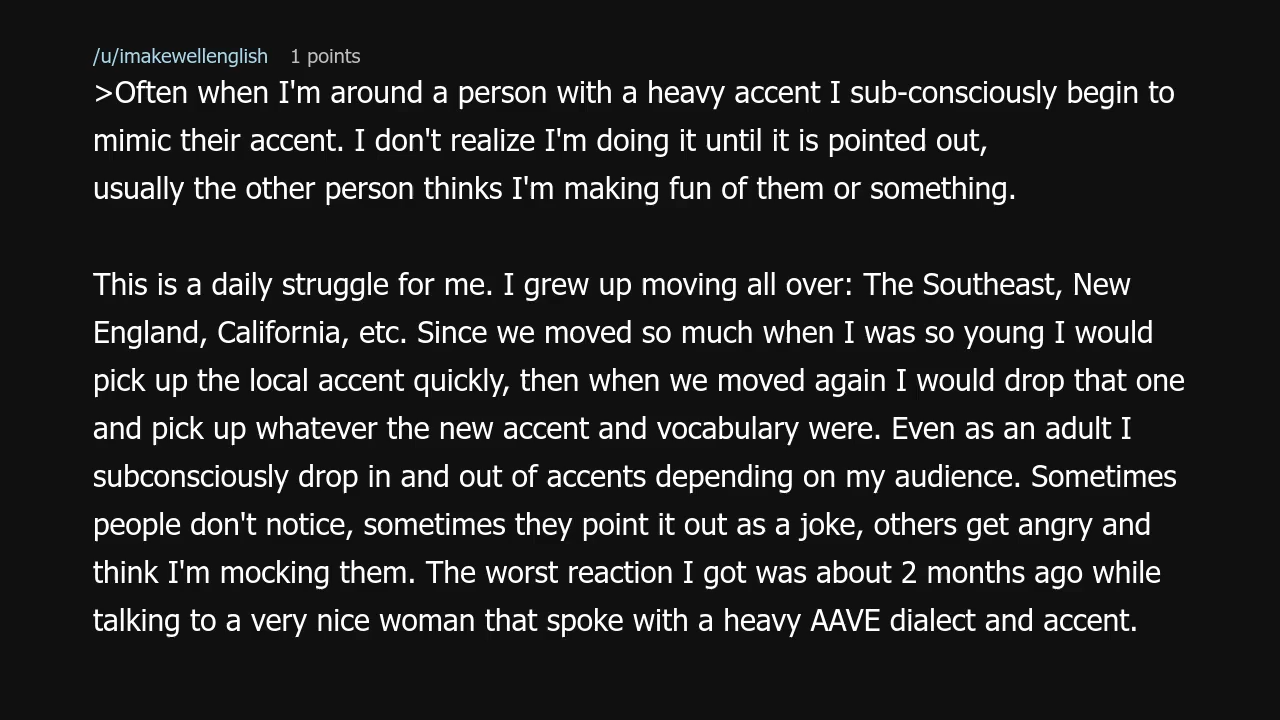 /u/imakewellenglish 1 points
>Often when I'm around a person with a heavy accent I sub-consciously begin to
mimic their accent. I don't realize I'm doing it until it is pointed out,
usually the other person thinks I'm making fun of them or something.
This is a daily struggle for me. I grew up moving all over: The Southeast, New
England, California, etc. Since we moved so much when I was so young I would
pick up the local accent quickly, then when we moved again I would drop that one
and pick up whatever the new accent and vocabulary were. Even as an adult I
subconsciously drop in and out of accents depending on my audience. Sometimes
people don't notice, sometimes they point it out as a joke, others get angry and
think I'm mocking them. The worst reaction I got was about 2 months ago while
talking to a very nice woman that spoke with a heavy AAVE dialect and accent.